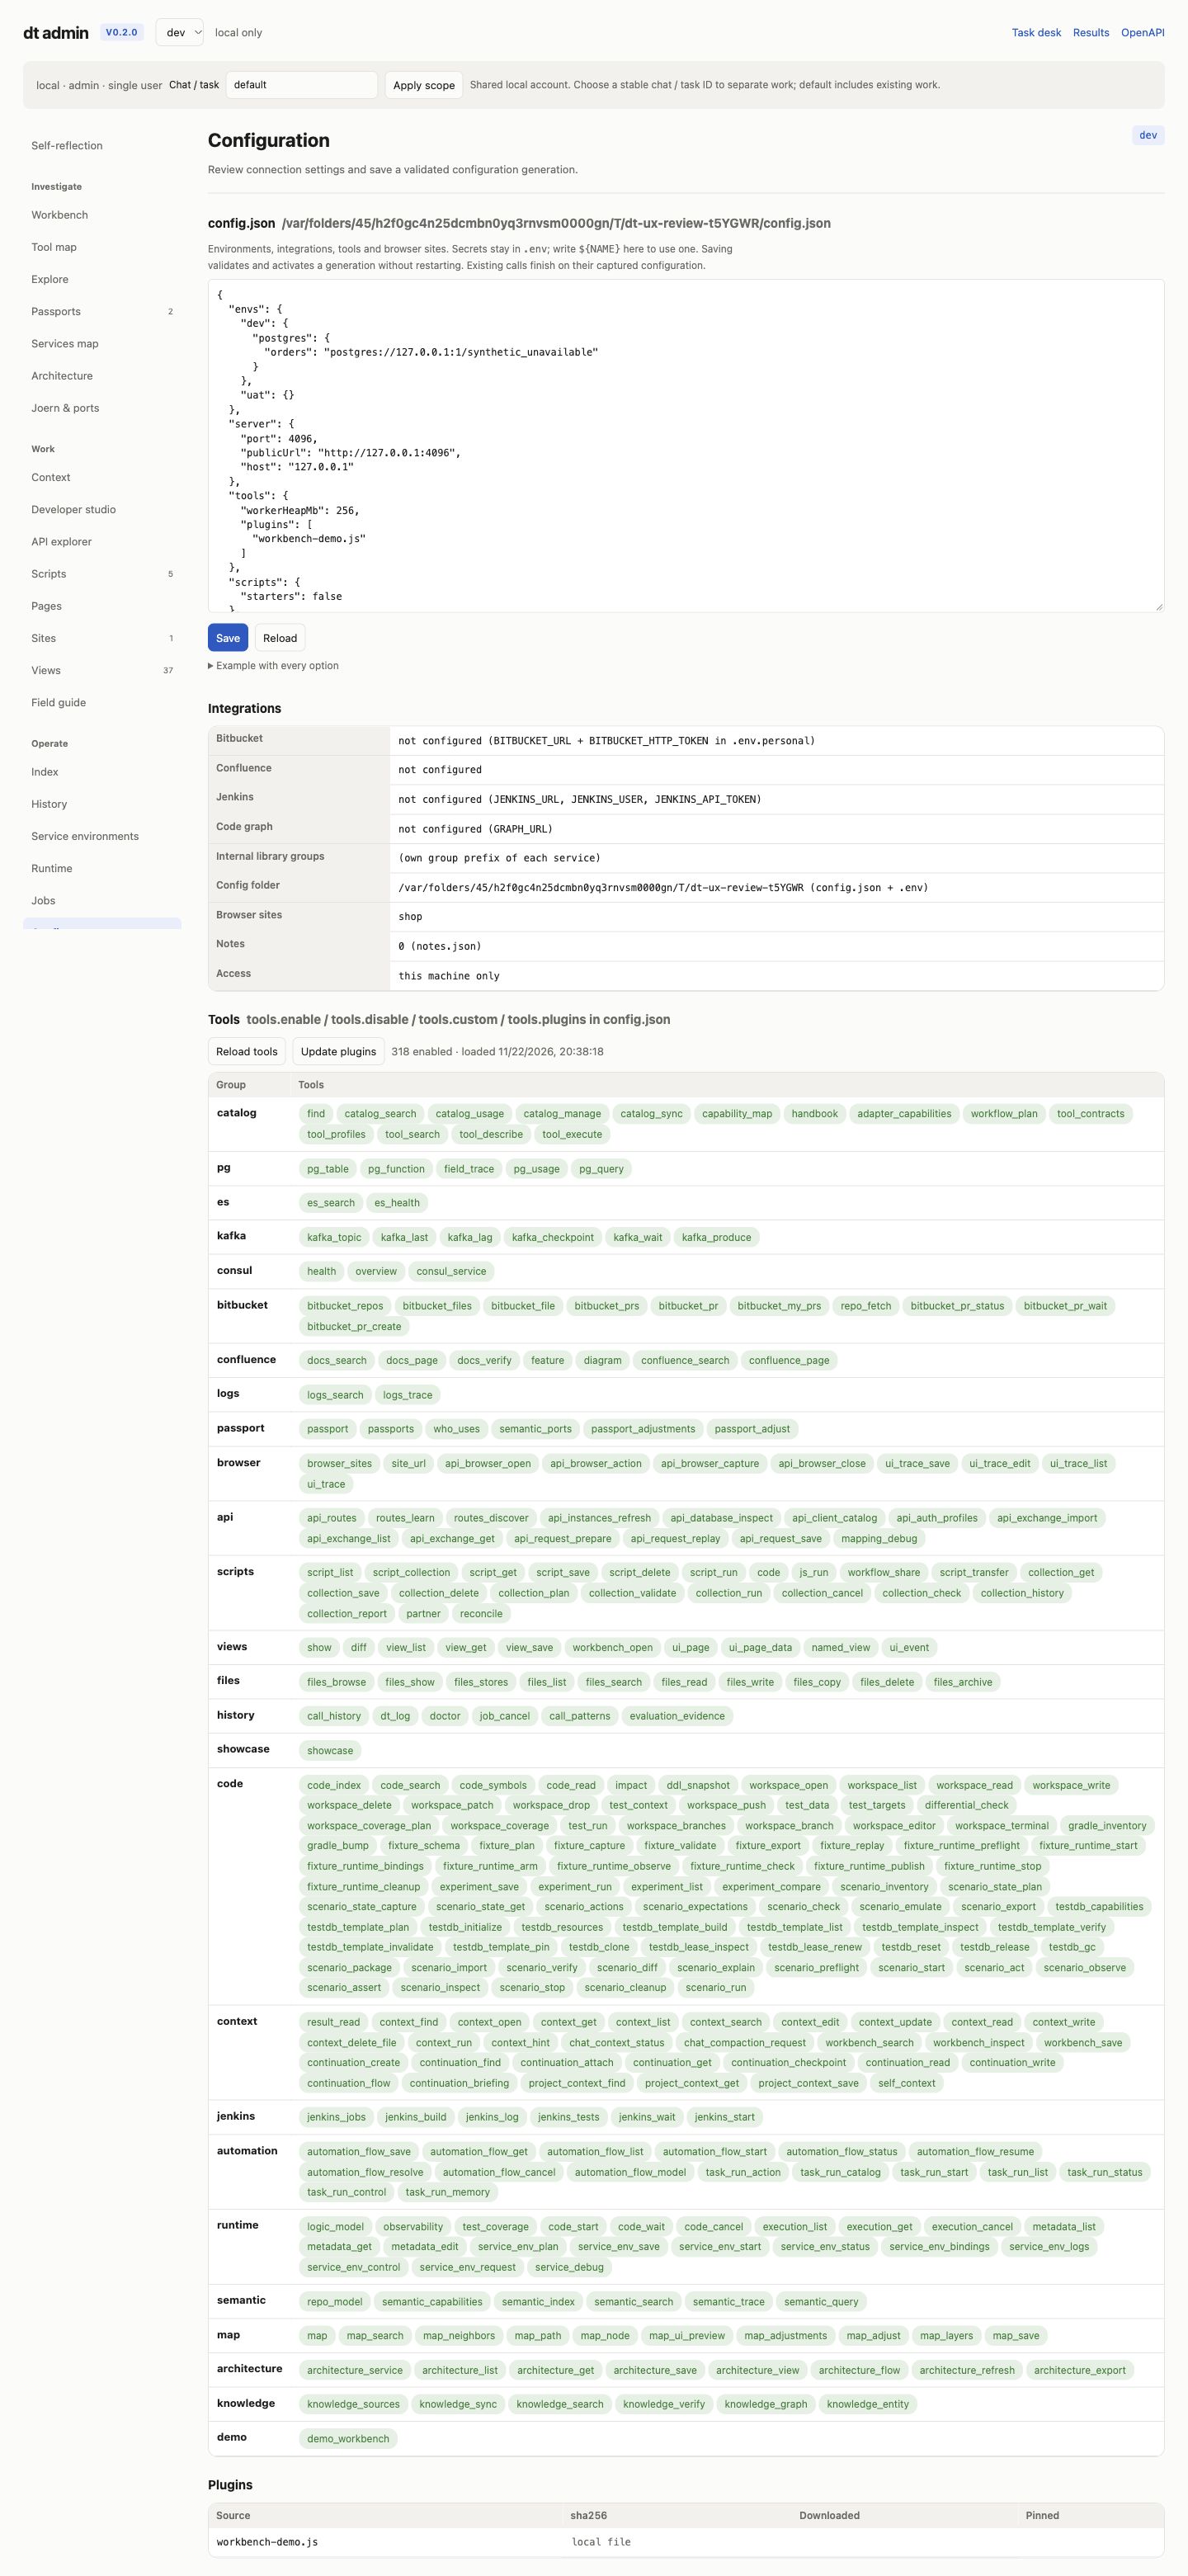 dt admin V0.2.0 dev local only Task desk Results OpenAPI
local · admin · single user Chat / task default Apply scope Shared local account. Choose a stable chat / task ID to separate work; default includes existing work.
Self-reflection
Investigate
Workbench
Tool map
Explore
Passports 2
Services map
Architecture
Joern & ports
Work
Context
Developer studio
API explorer
Scripts 5
Pages
Sites 1
Views 37
Field guide
Operate
Index
History
Service environments
Runtime
Jobs
Configuration dev
Review connection settings and save a validated configuration generation.
config.json /var/folders/45/h2f0gc4n25dcmbn0yq3rnvsm0000gn/T/dt-ux-review-t5YGWR/config.json
Environments, integrations, tools and browser sites. Secrets stay in .env; write ${NAME} here to use one. Saving
validates and activates a generation without restarting. Existing calls finish on their captured configuration.
{
"envs": {
"dev": {
"postgres": {
"orders": "postgres://127.0.0.1:1/synthetic_unavailable"
}
},
"uat": {}
},
"server": {
"port": 4096,
"publicUrl": "http://127.0.0.1:4096",
"host": "127.0.0.1"
},
"tools": {
"workerHeapMb": 256,
"plugins": [
"workbench-demo.js"
]
},
"scripts": {
"starters": false
}
Save Reload
Example with every option
Integrations
Bitbucket not configured (BITBUCKET_URL + BITBUCKET_HTTP_TOKEN in .env.personal)
Confluence not configured
Jenkins not configured (JENKINS_URL, JENKINS_USER, JENKINS_API_TOKEN)
Code graph not configured (GRAPH_URL)
Internal library groups (own group prefix of each service)
Config folder /var/folders/45/h2f0gc4n25dcmbn0yq3rnvsm0000gn/T/dt-ux-review-t5YGWR (config.json + .env)
Browser sites shop
Notes 0 (notes.json)
Access this machine only
Tools tools.enable / tools.disable / tools.custom / tools.plugins in config.json
Reload tools Update plugins 318 enabled · loaded 11/22/2026, 20:38:18
Group Tools
catalog find catalog_search catalog_usage catalog_manage catalog_sync capability_map handbook adapter_capabilities workflow_plan tool_contracts
tool_profiles tool_search tool_describe tool_execute
pg pg_table pg_function field_trace pg_usage pg_query
es es_search es_health
kafka kafka_topic kafka_last kafka_lag kafka_checkpoint kafka_wait kafka_produce
consul health overview consul_service
bitbucket bitbucket_repos bitbucket_files bitbucket_file bitbucket_prs bitbucket_pr bitbucket_my_prs repo_fetch bitbucket_pr_status bitbucket_pr_wait
bitbucket_pr_create
confluence docs_search docs_page docs_verify feature diagram confluence_search confluence_page
logs logs_search logs_trace
passport passport passports who_uses semantic_ports passport_adjustments passport_adjust
browser browser_sites site_url api_browser_open api_browser_action api_browser_capture api_browser_close ui_trace_save ui_trace_edit ui_trace_list
ui_trace
api api_routes routes_learn routes_discover api_instances_refresh api_database_inspect api_client_catalog api_auth_profiles api_exchange_import
api_exchange_list api_exchange_get api_request_prepare api_request_replay api_request_save mapping_debug
scripts script_list script_collection script_get script_save script_delete script_run code js_run workflow_share script_transfer collection_get
collection_save collection_delete collection_plan collection_validate collection_run collection_cancel collection_check collection_history
collection_report partner reconcile
views show diff view_list view_get view_save workbench_open ui_page ui_page_data named_view ui_event
files files_browse files_show files_stores files_list files_search files_read files_write files_copy files_delete files_archive
history call_history dt_log doctor job_cancel call_patterns evaluation_evidence
showcase showcase
code code_index code_search code_symbols code_read impact ddl_snapshot workspace_open workspace_list workspace_read workspace_write
workspace_delete workspace_patch workspace_drop test_context workspace_push test_data test_targets differential_check
workspace_coverage_plan workspace_coverage test_run workspace_branches workspace_branch workspace_editor workspace_terminal gradle_inventory
gradle_bump fixture_schema fixture_plan fixture_capture fixture_validate fixture_export fixture_replay fixture_runtime_preflight fixture_runtime_start
fixture_runtime_bindings fixture_runtime_arm fixture_runtime_observe fixture_runtime_check fixture_runtime_publish fixture_runtime_stop
fixture_runtime_cleanup experiment_save experiment_run experiment_list experiment_compare scenario_inventory scenario_state_plan
scenario_state_capture scenario_state_get scenario_actions scenario_expectations scenario_check scenario_emulate scenario_export testdb_capabilities
testdb_template_plan testdb_initialize testdb_resources testdb_template_build testdb_template_list testdb_template_inspect testdb_template_verify
testdb_template_invalidate testdb_template_pin testdb_clone testdb_lease_inspect testdb_lease_renew testdb_reset testdb_release testdb_gc
scenario_package scenario_import scenario_verify scenario_diff scenario_explain scenario_preflight scenario_start scenario_act scenario_observe
scenario_assert scenario_inspect scenario_stop scenario_cleanup scenario_run
context result_read context_find context_open context_get context_list context_search context_edit context_update context_read context_write
context_delete_file context_run context_hint chat_context_status chat_compaction_request workbench_search workbench_inspect workbench_save
continuation_create continuation_find continuation_attach continuation_get continuation_checkpoint continuation_read continuation_write
continuation_flow continuation_briefing project_context_find project_context_get project_context_save self_context
jenkins jenkins_jobs jenkins_build jenkins_log jenkins_tests jenkins_wait jenkins_start
automation automation_flow_save automation_flow_get automation_flow_list automation_flow_start automation_flow_status automation_flow_resume
automation_flow_resolve automation_flow_cancel automation_flow_model task_run_action task_run_catalog task_run_start task_run_list task_run_status
task_run_control task_run_memory
runtime logic_model observability test_coverage code_start code_wait code_cancel execution_list execution_get execution_cancel metadata_list
metadata_get metadata_edit service_env_plan service_env_save service_env_start service_env_status service_env_bindings service_env_logs
service_env_control service_env_request service_debug
semantic repo_model semantic_capabilities semantic_index semantic_search semantic_trace semantic_query
map map map_search map_neighbors map_path map_node map_ui_preview map_adjustments map_adjust map_layers map_save
architecture architecture_service architecture_list architecture_get architecture_save architecture_view architecture_flow architecture_refresh architecture_export
knowledge knowledge_sources knowledge_sync knowledge_search knowledge_verify knowledge_graph knowledge_entity
demo demo_workbench
Plugins
Source sha256 Downloaded Pinned
workbench-demo.js local file